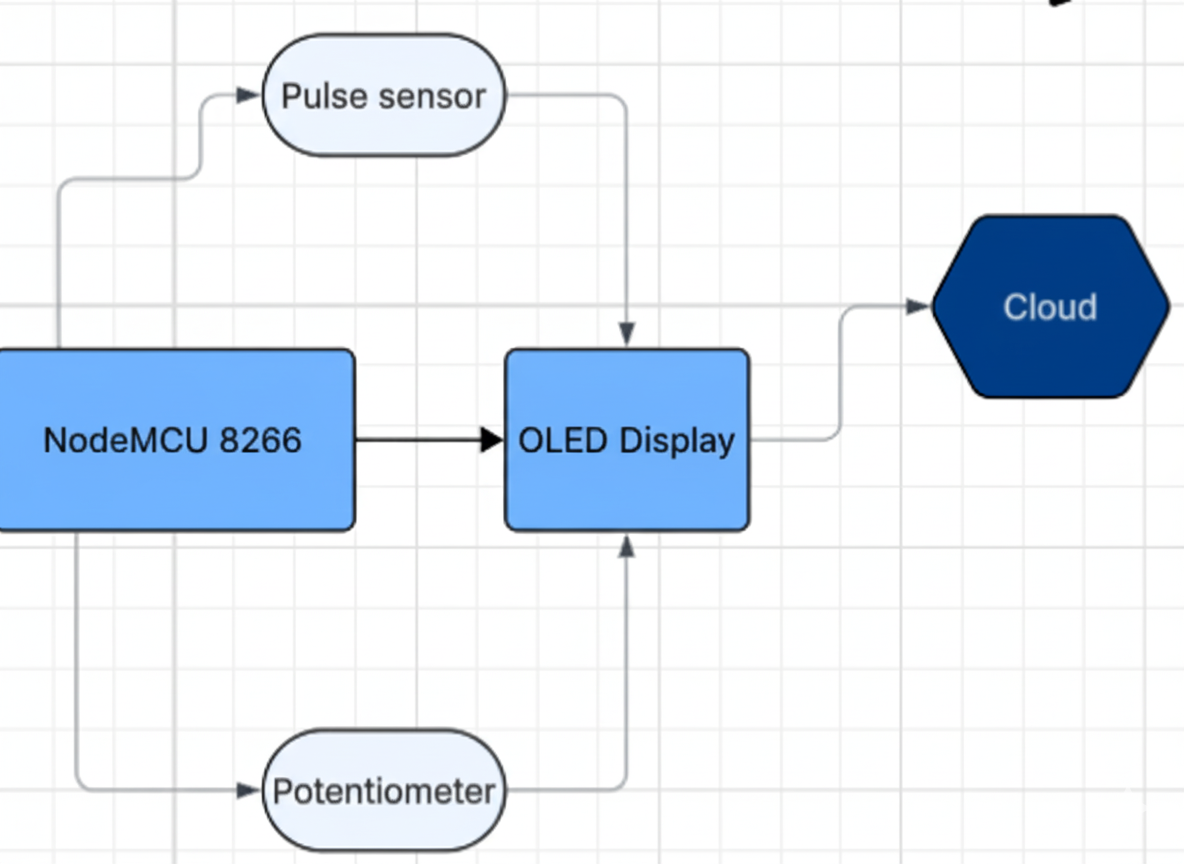 Pulse sensor
Cloud
NodeMCU 8266
OLED Display
Potentiometer